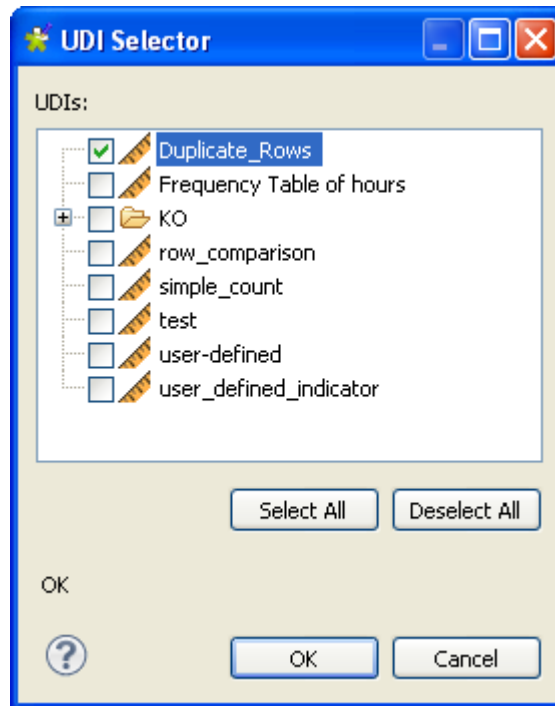 UDI Selector
UDIs:
Duplicate_Rows
Frequency Table of hours
KO
row_comparison
simple_count
test
user-defined
user_defined_indicator
Select All Deselect All
OK
? OK Cancel